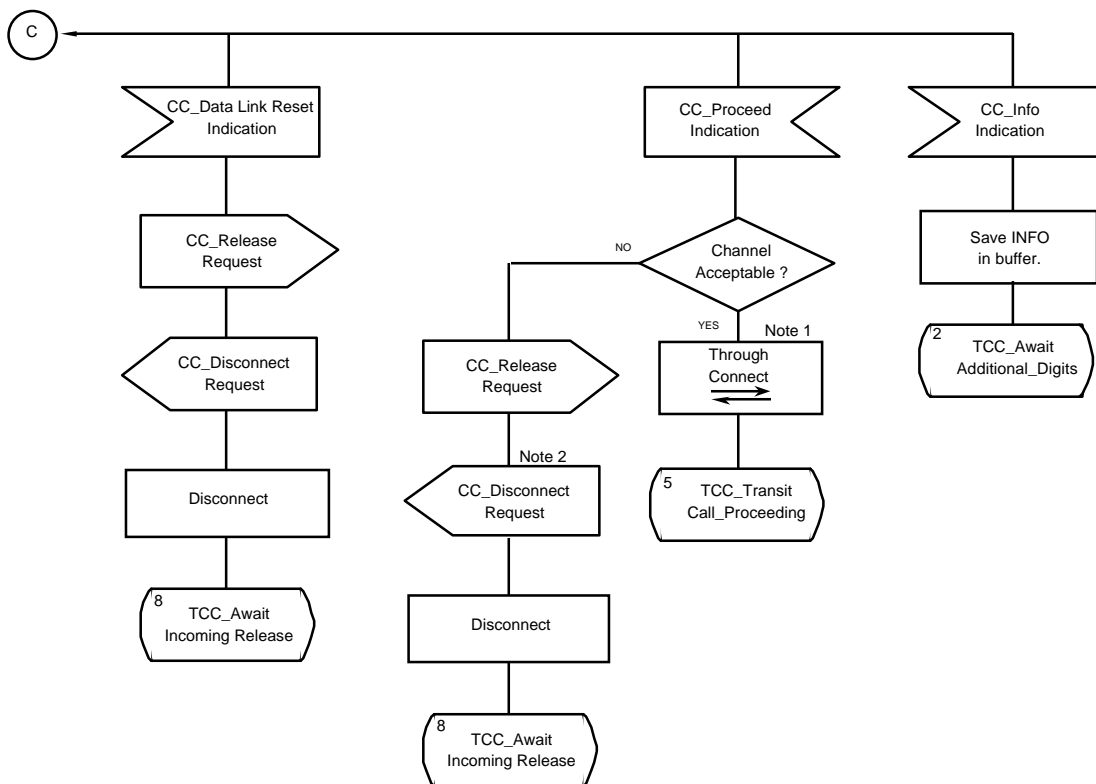 C
CC_Data Link Reset
Indication
CC_Release
Request
CC_Disconnect
Request
Disconnect
8
TCC_Await
Incoming Release
CC_Proceed
Indication
Channel
Acceptable ?
NO
YES
CC_Release
Request
Note 2
CC_Disconnect
Request
Disconnect
8
TCC_Await
Incoming Release
Note 1
Through
Connect
5
TCC_Transit
Call_Proceeding
CC_Info
Indication
Save INFO
in buffer.
2
TCC_Await
Additional_Digits